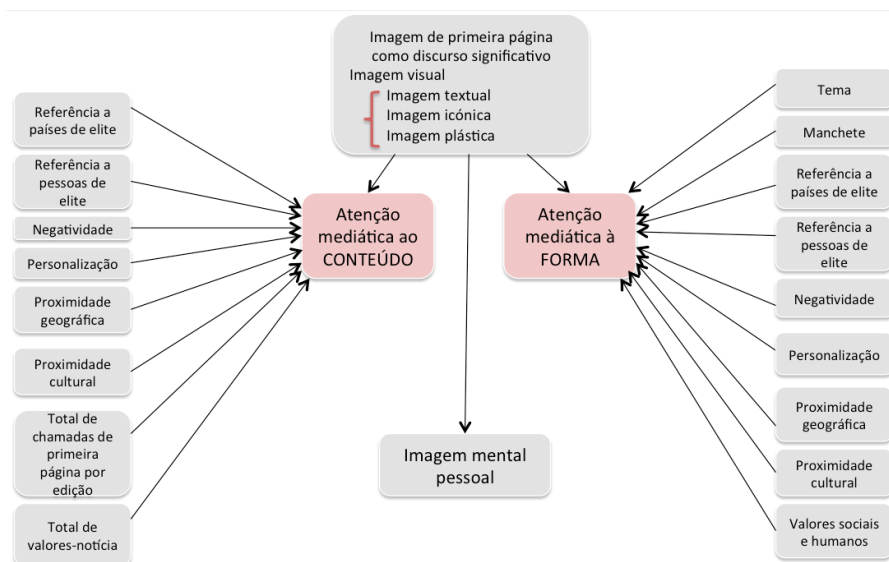 Imagem de primeira página
como discurso significativo
Imagem visual
Imagem textual
Imagem icónica
Imagem plástica
Referência a
países de elite
Referência a
pessoas de
elite
Negatividade
Personalização
Proximidade
geográfica
Proximidade
cultural
Total de
chamadas de
primeira
página por
edição
Total de
valores-notícia
Atenção
mediática ao
CONTEÚDO
Atenção
mediática à
FORMA
Imagem mental
pessoal
Tema
Manchete
Referência a
países de elite
Referência a
pessoas de
elite
Negatividade
Personalização
Proximidade
geográfica
Proximidade
cultural
Valores sociais
e humanos